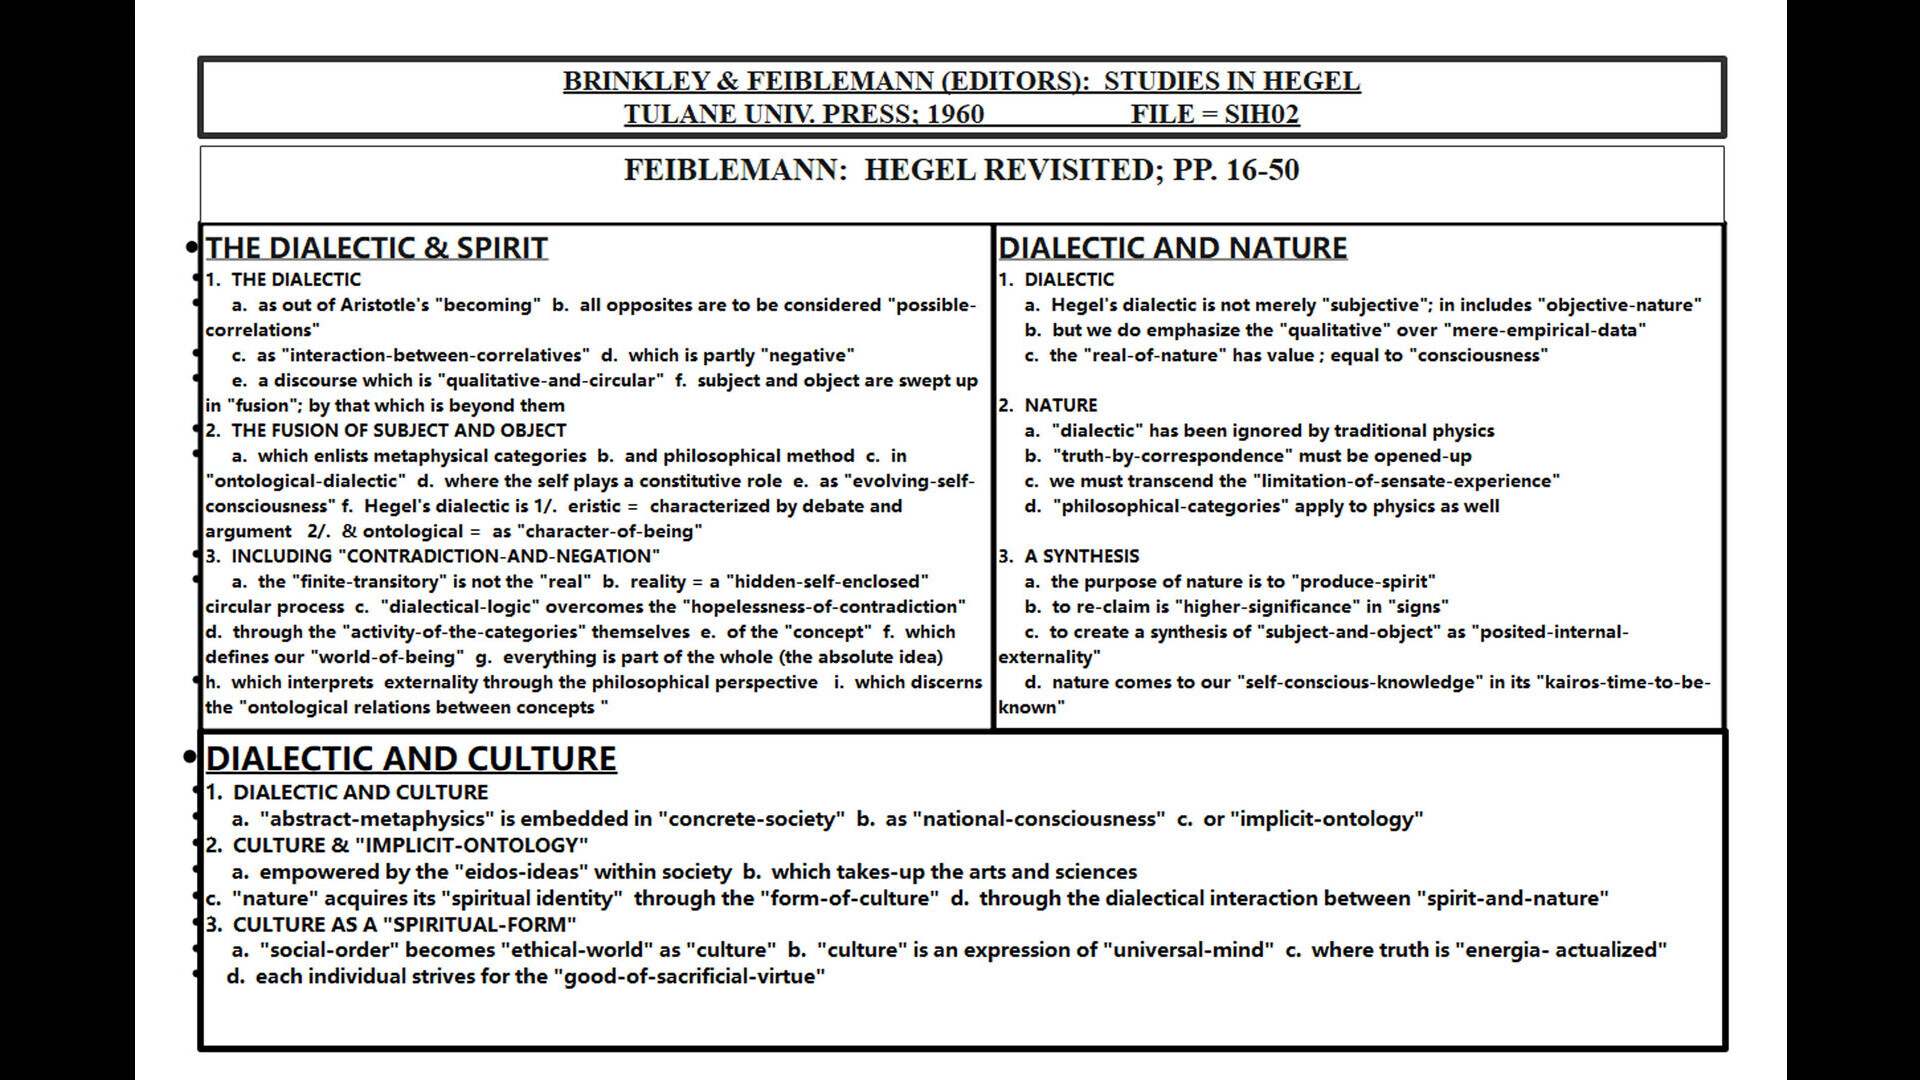 BRINKLEY & FEIBLEMANN (EDITORS): STUDIES IN HEGEL
TULANE UNIV. PRESS; 1960 FILE = SIH02
FEIBLEMANN: HEGEL REVISITED; PP. 16-50
• THE DIALECTIC & SPIRIT
• 1. THE DIALECTIC
• a. as out of Aristotle's "becoming" b. all opposites are to be considered "possible-
correlations"
• c. as "interaction-between-correlatives" d. which is partly "negative"
• e. a discourse which is "qualitative-and-circular" f. subject and object are swept up
in "fusion"; by that which is beyond them
• 2. THE FUSION OF SUBJECT AND OBJECT
• a. which enlists metaphysical categories b. and philosophical method c. in
"ontological-dialectic" d. where the self plays a constitutive role e. as "evolving-self-
consciousness" f. Hegel's dialectic is 1/. eristic = characterized by debate and
argument 2/. & ontological = as "character-of-being"
• 3. INCLUDING "CONTRADICTION-AND-NEGATION"
• a. the "finite-transitory" is not the "real" b. reality = a "hidden-self-enclosed"
circular process c. "dialectical-logic" overcomes the "hopelessness-of-contradiction"
d. through the "activity-of-the-categories" themselves e. of the "concept" f. which
defines our "world-of-being" g. everything is part of the whole (the absolute idea)
• h. which interprets externality through the philosophical perspective i. which discerns
the "ontological relations between concepts "
DIALECTIC AND NATURE
1. DIALECTIC
a. Hegel's dialectic is not merely "subjective"; in includes "objective-nature"
b. but we do emphasize the "qualitative" over "mere-empirical-data"
c. the "real-of-nature" has value ; equal to "consciousness"
2. NATURE
a. "dialectic" has been ignored by traditional physics
b. "truth-by-correspondence" must be opened-up
c. we must transcend the "limitation-of-sensate-experience"
d. "philosophical-categories" apply to physics as well
3. A SYNTHESIS
a. the purpose of nature is to "produce-spirit"
b. to re-claim is "higher-significance" in "signs"
c. to create a synthesis of "subject-and-object" as "posited-internal-
externality"
d. nature comes to our "self-conscious-knowledge" in its "kairos-time-to-be-
known"
• DIALECTIC AND CULTURE
• 1. DIALECTIC AND CULTURE
• a. "abstract-metaphysics" is embedded in "concrete-society" b. as "national-consciousness" c. or "implicit-ontology"
• 2. CULTURE & "IMPLICIT-ONTOLOGY"
• a. empowered by the "eidos-ideas" within society b. which takes-up the arts and sciences
• c. "nature" acquires its "spiritual identity" through the "form-of-culture" d. through the dialectical interaction between "spirit-and-nature"
• 3. CULTURE AS A "SPIRITUAL-FORM"
• a. "social-order" becomes "ethical-world" as "culture" b. "culture" is an expression of "universal-mind" c. where truth is "energia- actualized"
• d. each individual strives for the "good-of-sacrificial-virtue"